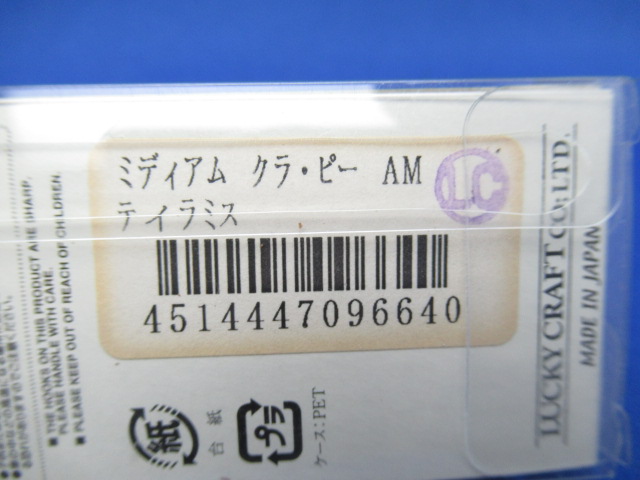 ミディアム クラ・ピー AM
テイラミス
LC
4514447096640
LUCKY CRAFT CO.,LTD.
MADE IN JAPAN
■ THE HOOKS ON THIS PRODUCT ARE SHARP.
PLEASE HANDLE WITH CARE.
■ PLEASE KEEP OUT OF REACH OF CHILDREN.
紙
台紙
プラ
ケース:PET